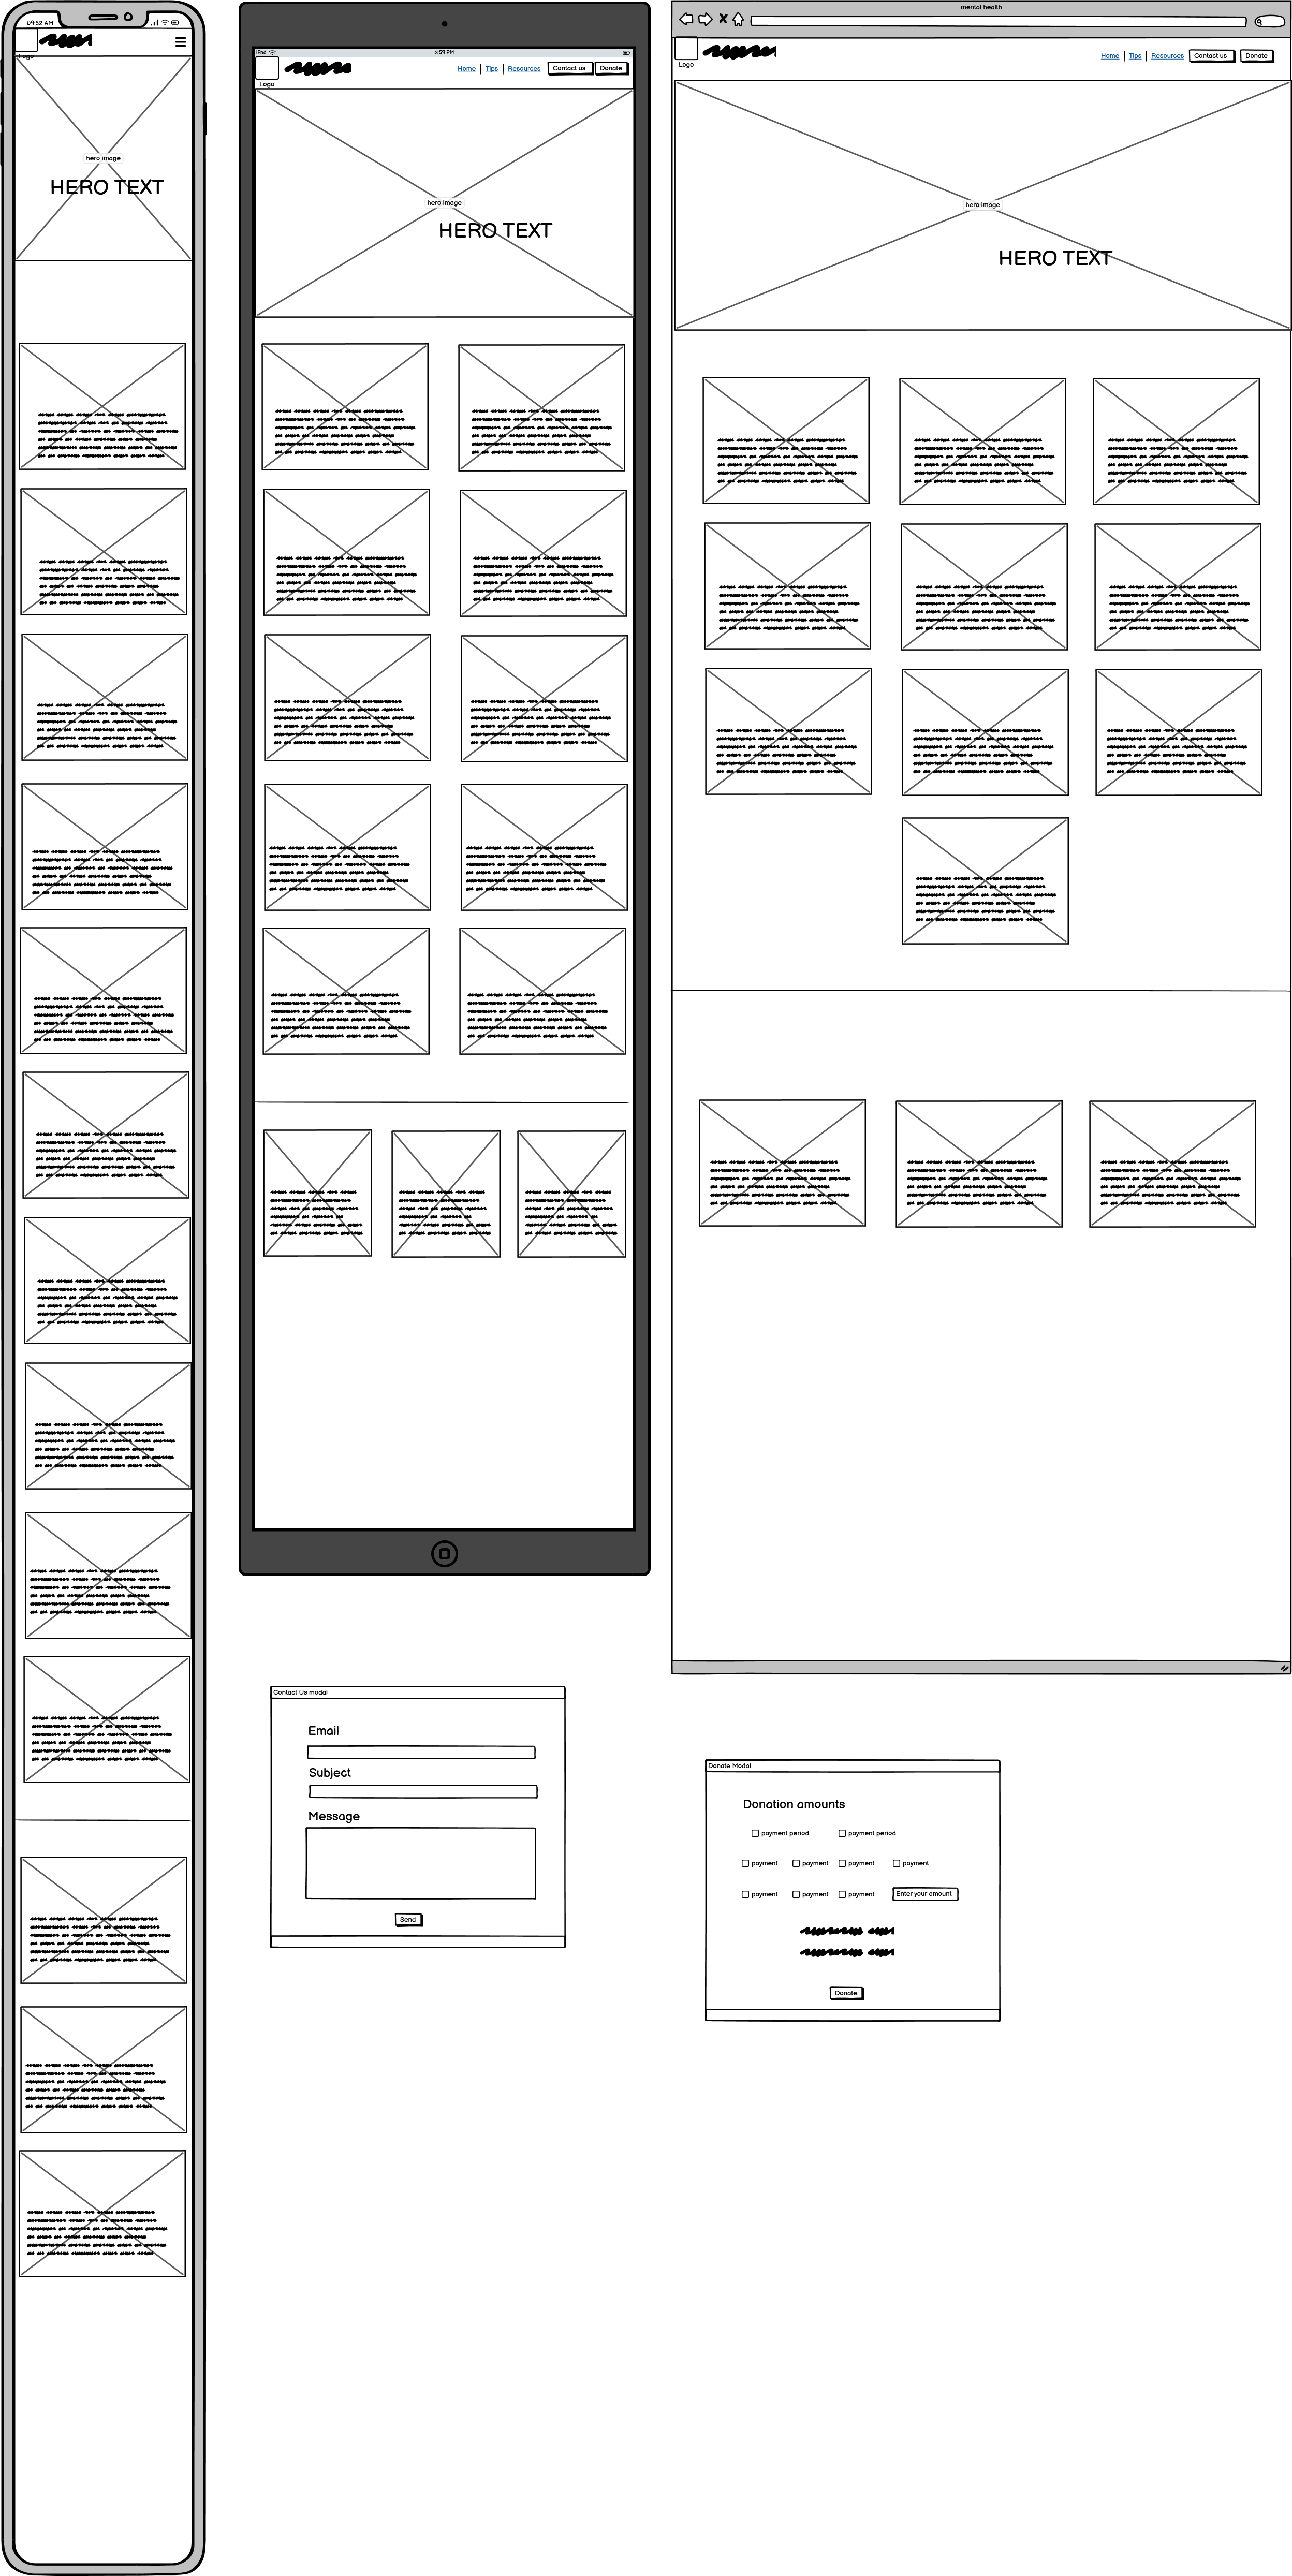 09:52 AM
Logo
hero image
HERO TEXT
iPad
3:59 PM
Logo
Home | Tips | Resources Contact us Donate
hero image
HERO TEXT
mental health
Logo
Home | Tips | Resources Contact us Donate
hero image
HERO TEXT
Contact Us modal
Email
Subject
Message
Send
Donate Modal
Donation amounts
payment period payment period
payment payment payment payment
payment payment payment Enter your amount
Donate